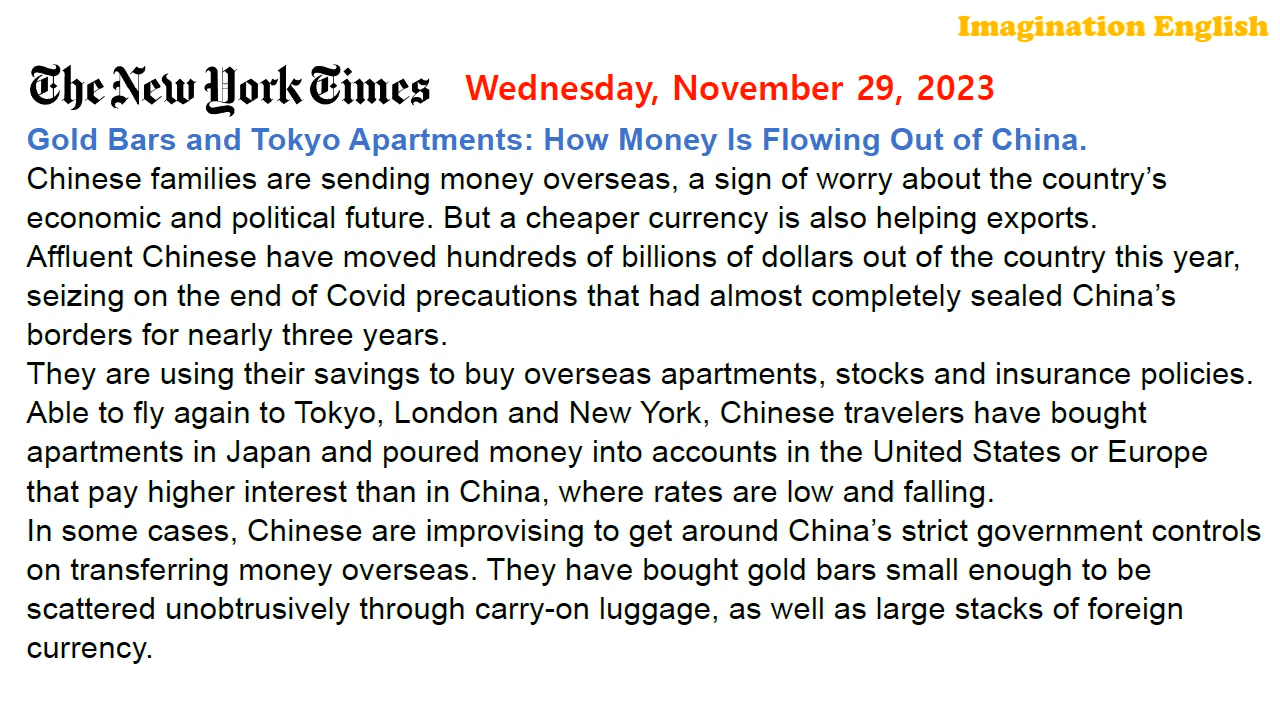 Imagination English
The New York Times Wednesday, November 29, 2023
Gold Bars and Tokyo Apartments: How Money Is Flowing Out of China.
Chinese families are sending money overseas, a sign of worry about the country’s
economic and political future. But a cheaper currency is also helping exports.
Affluent Chinese have moved hundreds of billions of dollars out of the country this year,
seizing on the end of Covid precautions that had almost completely sealed China’s
borders for nearly three years.
They are using their savings to buy overseas apartments, stocks and insurance policies.
Able to fly again to Tokyo, London and New York, Chinese travelers have bought
apartments in Japan and poured money into accounts in the United States or Europe
that pay higher interest than in China, where rates are low and falling.
In some cases, Chinese are improvising to get around China’s strict government controls
on transferring money overseas. They have bought gold bars small enough to be
scattered unobtrusively through carry-on luggage, as well as large stacks of foreign
currency.